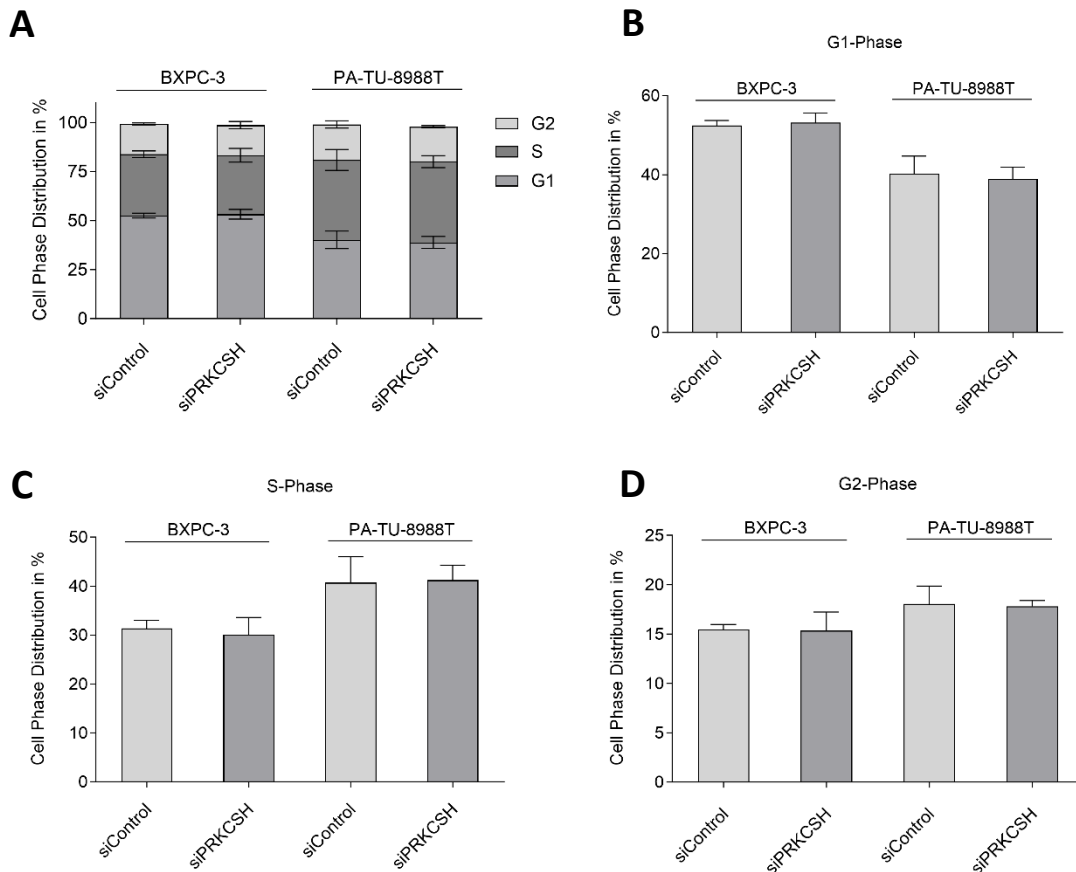 A
BXPC-3
PA-TU-8988T
Cell Phase Distribution in %
100
75
50
25
0
siControl
siPRKCSH
siControl
siPRKCSH
G2
S
G1
B
G1-Phase
BXPC-3
PA-TU-8988T
Cell Phase Distribution in %
60
40
20
0
siControl
siPRKCSH
siControl
siPRKCSH
C
S-Phase
BXPC-3
PA-TU-8988T
Cell Phase Distribution in %
50
40
30
20
10
0
siControl
siPRKCSH
siControl
siPRKCSH
D
G2-Phase
BXPC-3
PA-TU-8988T
Cell Phase Distribution in %
25
20
15
10
5
0
siControl
siPRKCSH
siControl
siPRKCSH